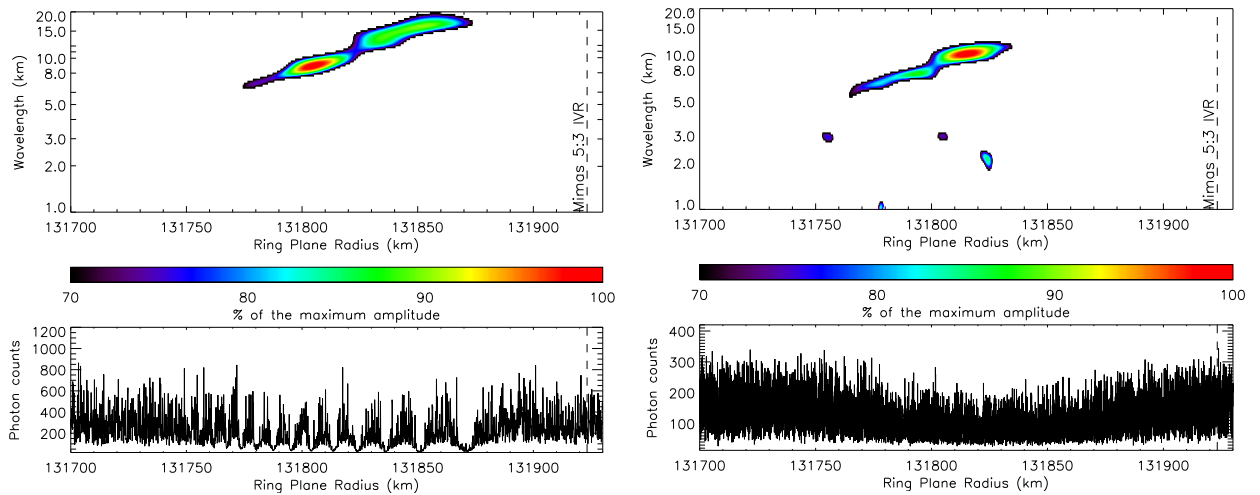 20.0
15.0
10.0
8.0
5.0
3.0
2.0
1.0
Wavelength (km)
Mimas 5:3 IVR
131700 131750 131800 131850 131900
Ring Plane Radius (km)
70 80 90 100
% of the maximum amplitude
1200
1000
800
600
400
200
Photon counts
131700 131750 131800 131850 131900
Ring Plane Radius (km)
20.0
15.0
10.0
8.0
5.0
3.0
2.0
1.0
Wavelength (km)
Mimas 5:3 IVR
131700 131750 131800 131850 131900
Ring Plane Radius (km)
70 80 90 100
% of the maximum amplitude
400
300
200
100
Photon counts
131700 131750 131800 131850 131900
Ring Plane Radius (km)